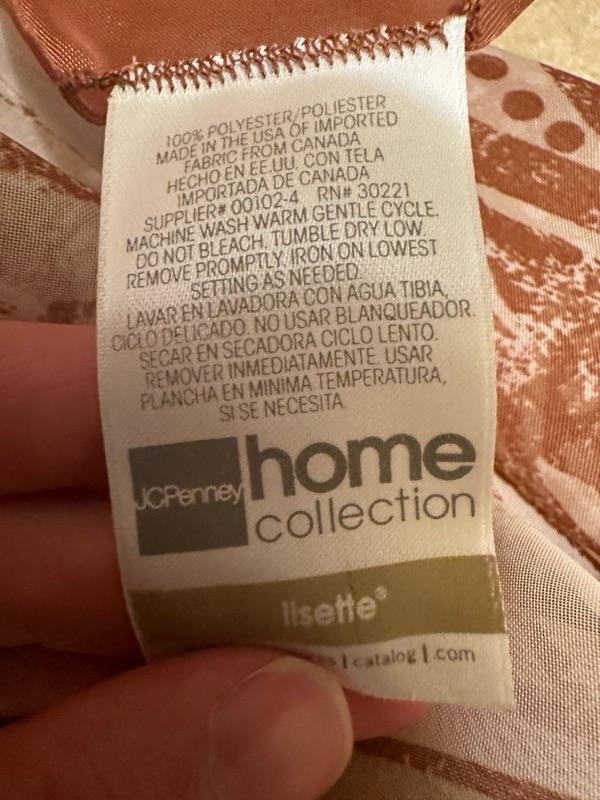 100% POLYESTER/POLIESTER
MADE IN THE USA OF IMPORTED
FABRIC FROM CANADA
HECHO EN EE.UU. CON TELA
IMPORTADA DE CANADA
SUPPLIER# 00102-4 RN# 30221
MACHINE WASH WARM GENTLE CYCLE.
DO NOT BLEACH. TUMBLE DRY LOW.
REMOVE PROMPTLY. IRON ON LOWEST
SETTING AS NEEDED.
LAVAR EN LAVADORA CON AGUA TIBIA,
CICLO DELICADO. NO USAR BLANQUEADOR.
SECAR EN SECADORA CICLO LENTO.
REMOVER INMEDIATAMENTE. USAR
PLANCHA EN MINIMA TEMPERATURA,
SI SE NECESITA.
JCPenney home
collection
lisette®
| catalog | .com